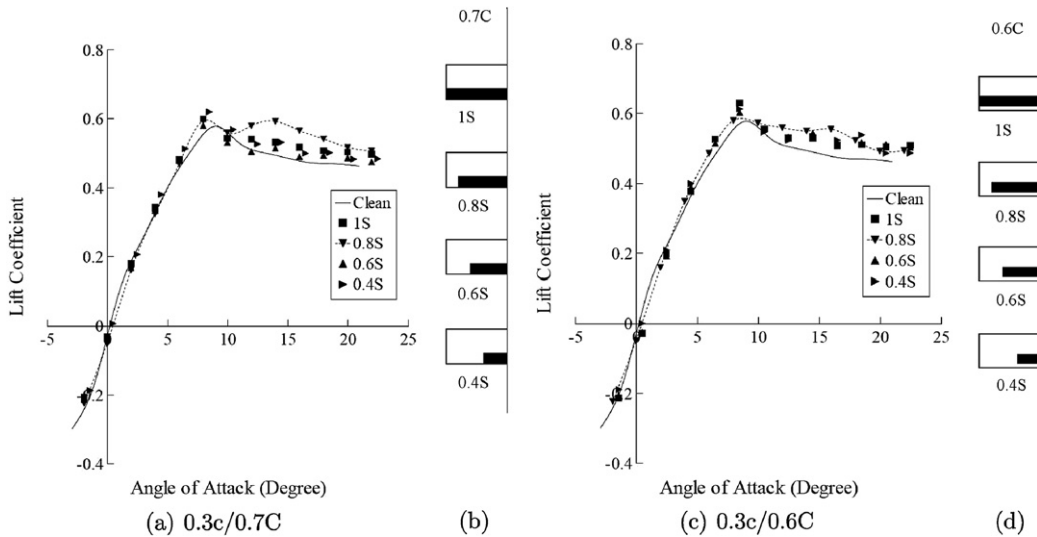 0.7C
0.8
0.6
0.4
0.2
0
-0.2
-0.4
-5
5
10
15
20
25
Lift Coefficient
Angle of Attack (Degree)
Clean
1S
0.8S
0.6S
0.4S
(a) 0.3c/0.7C
1S
0.8S
0.6S
0.4S
(b)
0.8
0.6
0.4
0.2
0
-0.2
-0.4
-5
5
10
15
20
25
Lift Coefficient
Angle of Attack (Degree)
Clean
1S
0.8S
0.6S
0.4S
(c) 0.3c/0.6C
0.6C
1S
0.8S
0.6S
0.4S
(d)